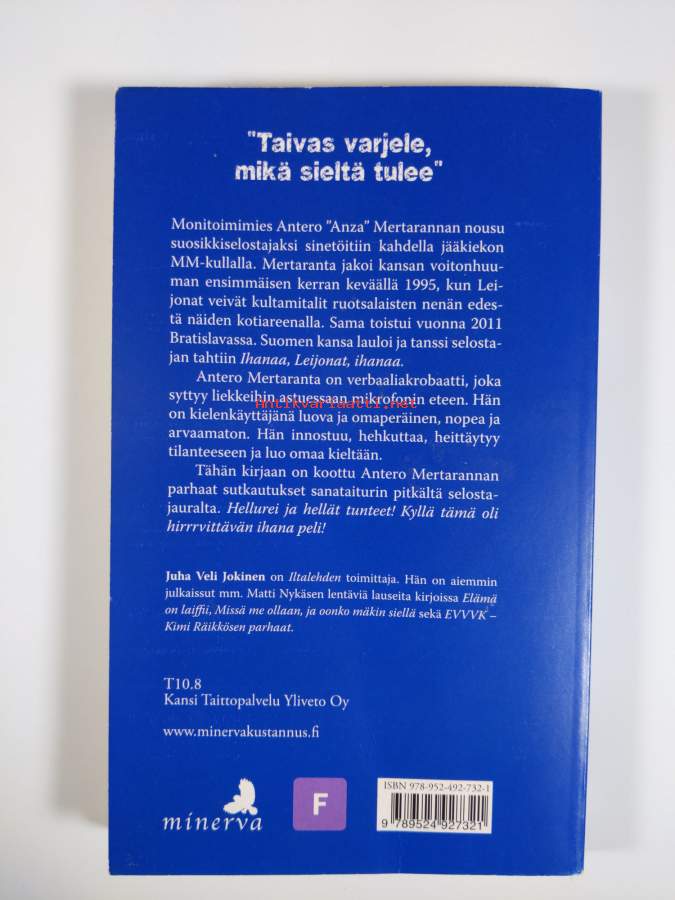 "Taivas varjele,
mikä sieltä tulee"
Monitoimimies Antero "Anza" Mertarannan nousu
suosikkiselostajaksi sinetöitiin kahdella jääkiekon
MM-kullalla. Mertaranta jakoi kansan voitonhuu-
man ensimmäisen kerran keväällä 1995, kun Lei-
jonat veivät kultamitalit ruotsalaisten nenän edes-
tä näiden kotiareenalla. Sama toistui vuonna 2011
Bratislavassa. Suomen kansa lauloi ja tanssi selosta-
jan tahtiin Ihanaa, Leijonat, ihanaa.
Antero Mertaranta on verbaaliakrobaatti, joka
syttyy liekkeihin astuessaan mikrofonin eteen. Hän
Antikvariaatti.net
on kielenkäyttäjänä luova ja omaperäinen, nopea ja
arvaamaton. Hän innostuu, hehkuttaa, heittäytyy
tilanteeseen ja luo omaa kieltään.
Tähän kirjaan on koottu Antero Mertarannan
parhaat sutkautukset sanataiturin pitkältä selosta-
jauralta. Hellurei ja hellät tunteet! Kyllä tämä oli
hirrrvittävän ihana peli!
Juha Veli Jokinen on Iltalehden toimittaja. Hän on aiemmin
julkaissut mm. Matti Nykäsen lentäviä lauseita kirjoissa Elämä
on laiffii, Missä me ollaan, ja oonko mäkin siellä sekä EVVVK –
Kimi Räikkösen parhaat.
T10.8
Kansi Taittopalvelu Yliveto Oy
www.minervakustannus.fi
minerva
F
ISBN 978-952-492-732-1
9 789524 927321